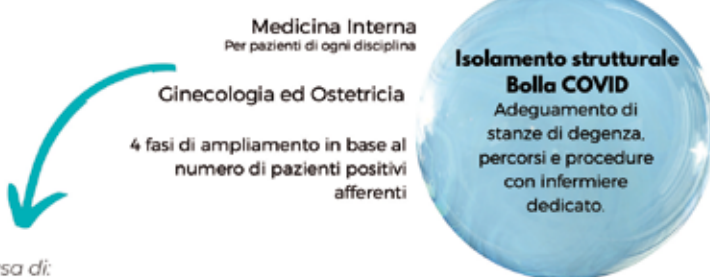 Medicina Interna
Per pazienti di ogni disciplina
Ginecologia ed Ostetricia
4 fasi di ampliamento in base al
numero di pazienti positivi
afferenti
Isolamento strutturale
Bolla COVID
Adeguamento di
stanze di degenza,
percorsi e procedure
con infermiere
dedicato.
di: